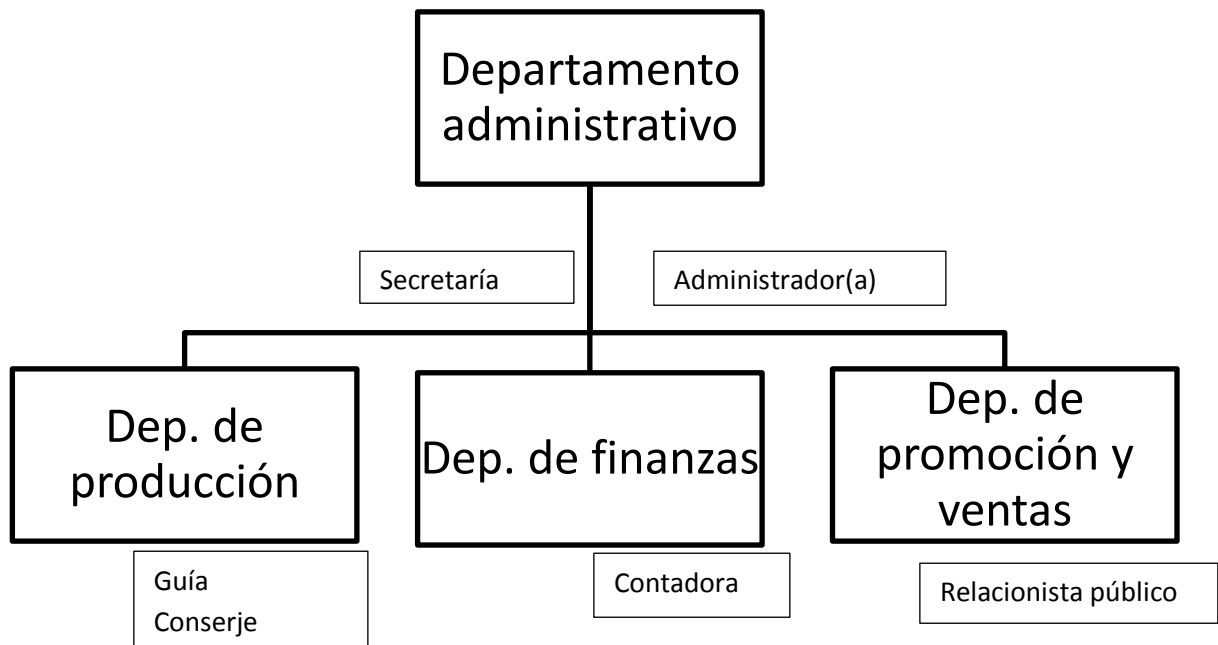 Departamento
administrativo
Secretaría
Administrador(a)
Dep. de
producción
Dep. de finanzas
Dep. de
promoción y
ventas
Guía
Conserje
Contadora
Relacionista público